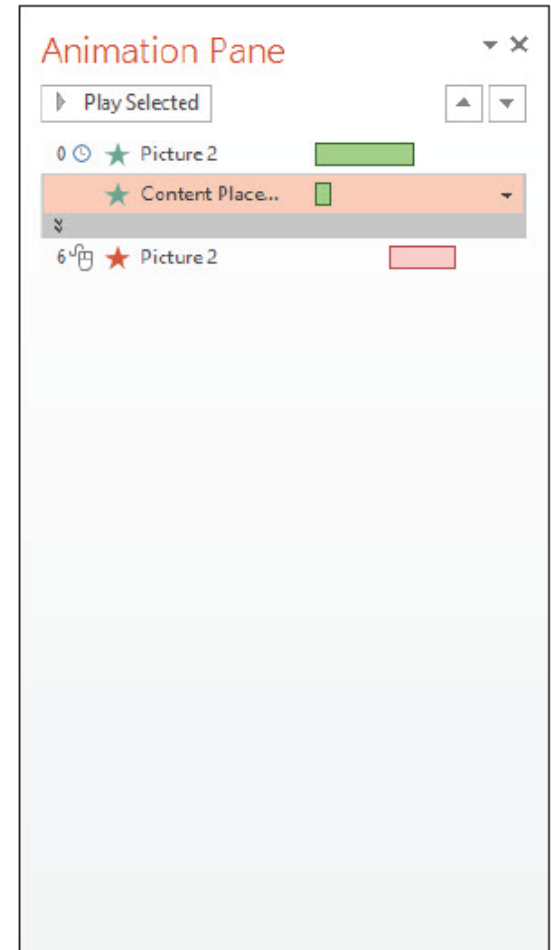 Animation Pane
Play Selected
0 Picture 2
Content Place...
6 Picture 2